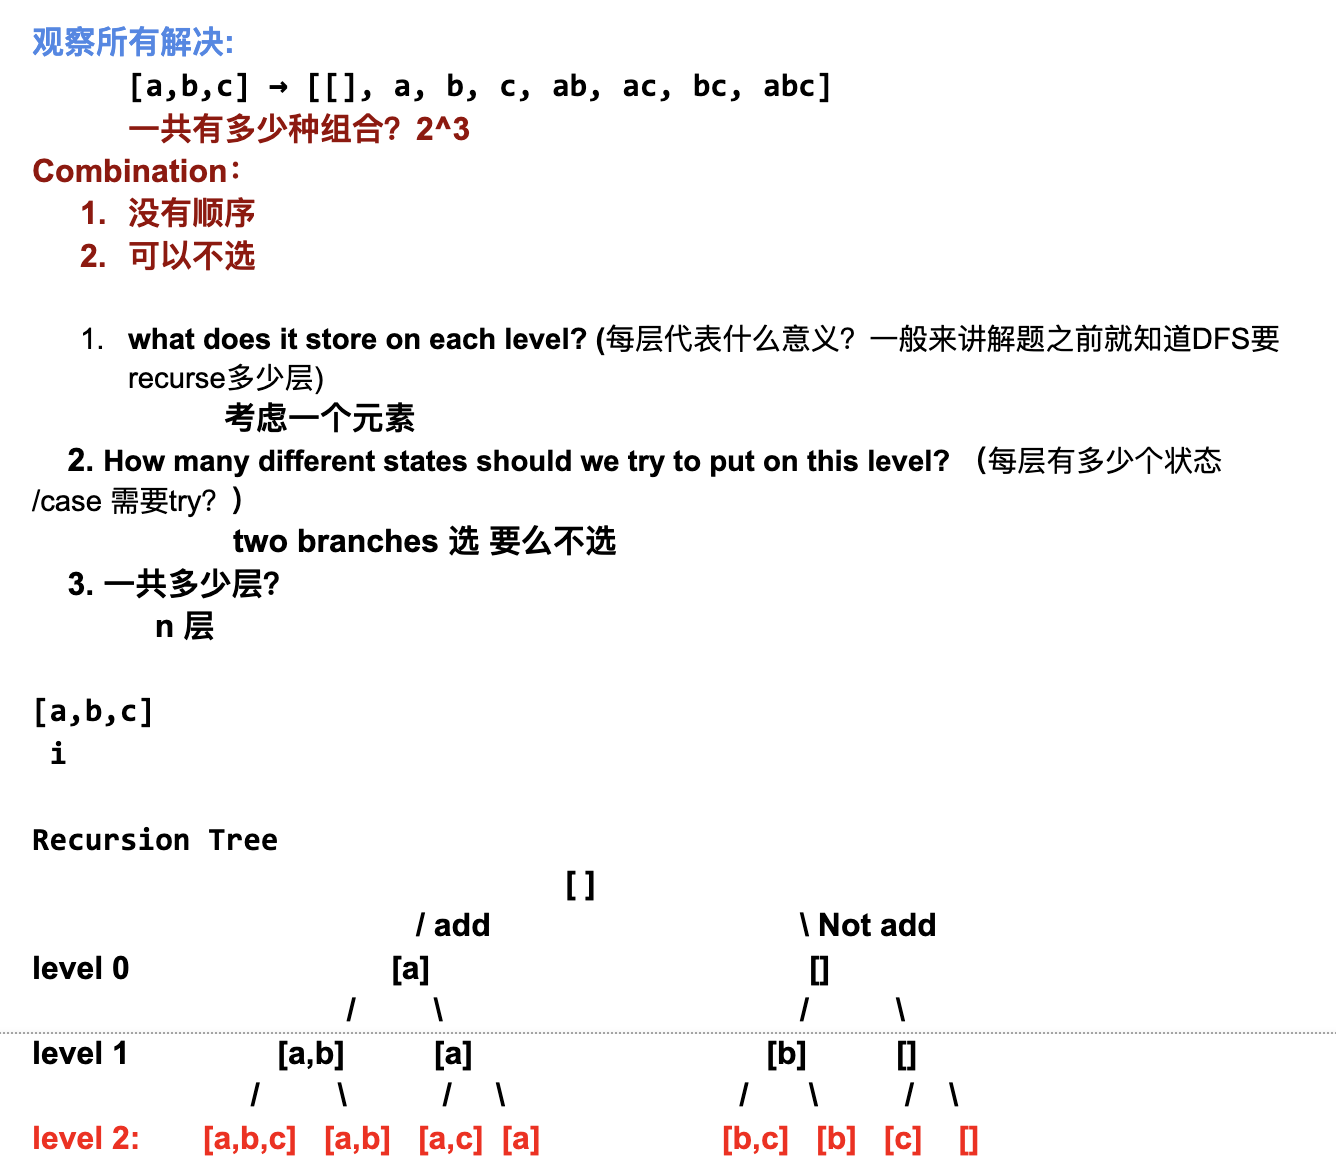 观察所有解决:
[a,b,c] → [[], a, b, c, ab, ac, bc, abc]
一共有多少种组合？2^3
Combination：
1. 没有顺序
2. 可以不选
1. what does it store on each level? (每层代表什么意义？一般来讲解题之前就知道DFS要
recurse多少层)
考虑一个元素
2. How many different states should we try to put on this level? （每层有多少个状态
/case 需要try？）
two branches 选 要么不选
3. 一共多少层？
n 层
[a,b,c]
i
Recursion Tree
[]
/ add \ Not add
level 0 [a] []
/ \ / \
level 1 [a,b] [a] [b] []
/ \ / \ / \ / \
level 2: [a,b,c] [a,b] [a,c] [a] [b,c] [b] [c] []